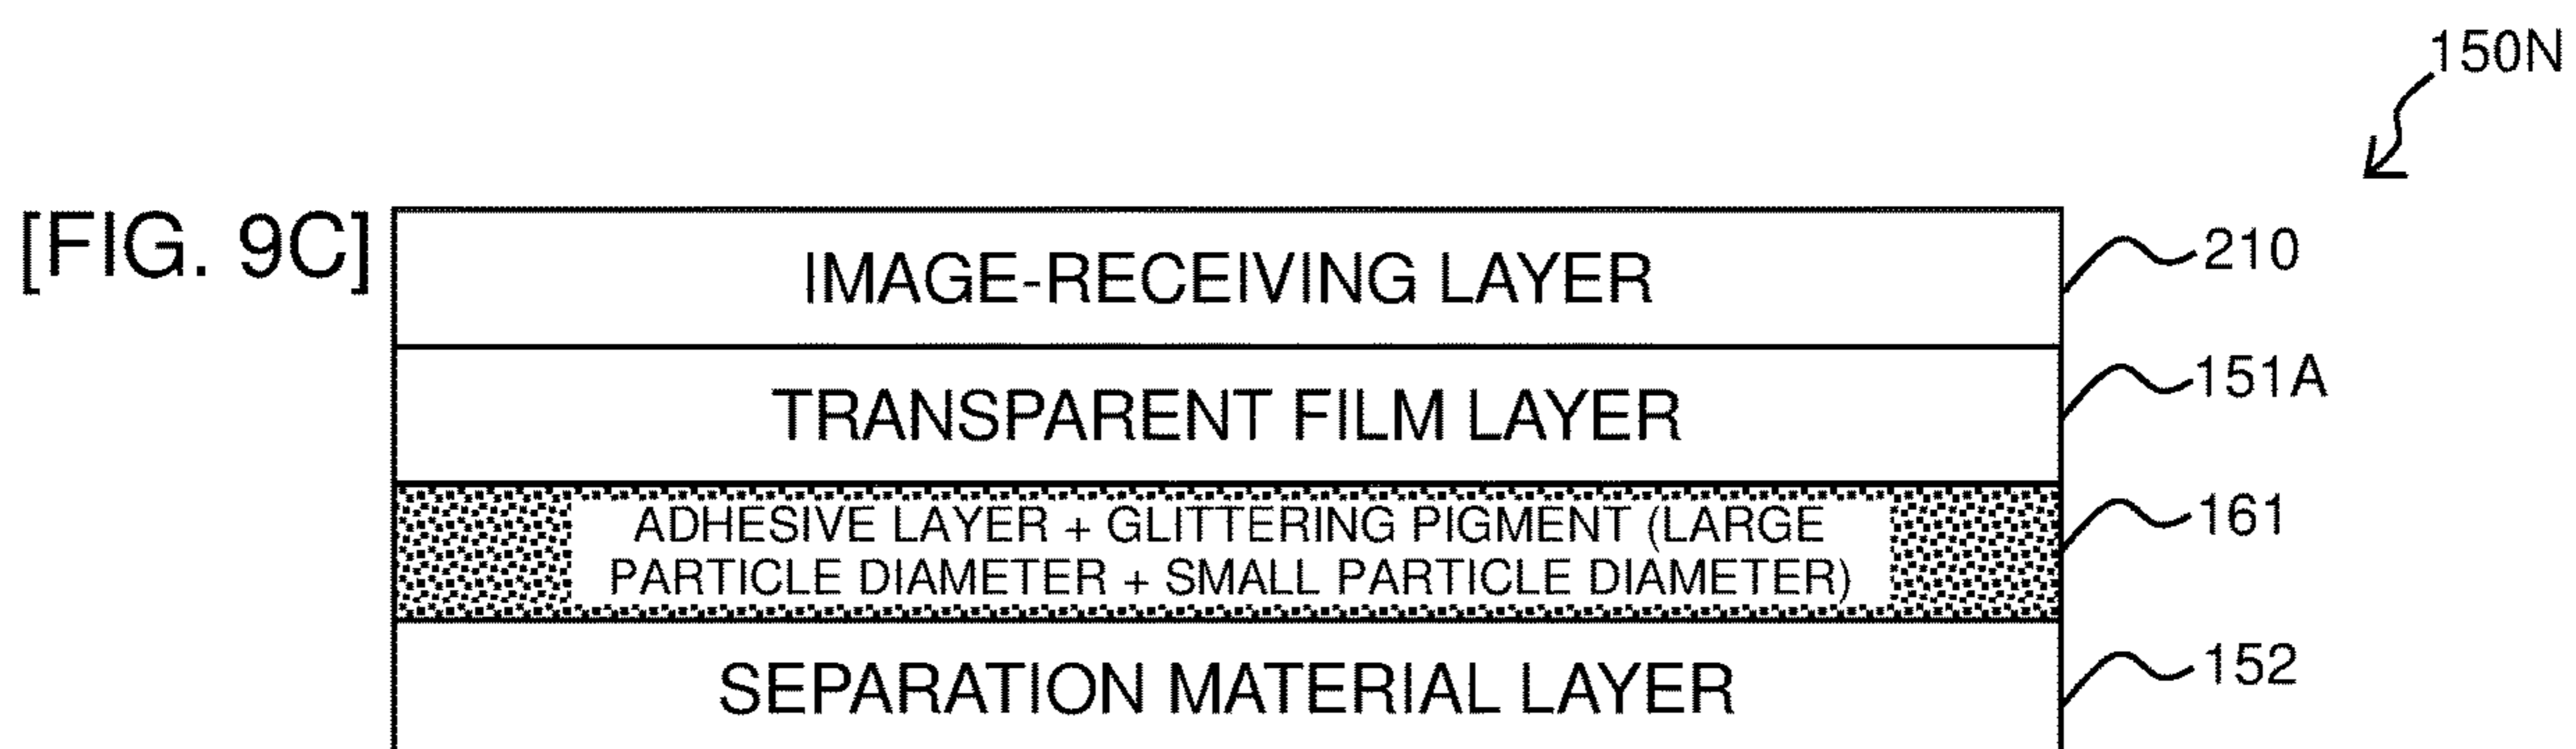 150N
[FIG. 9C]
IMAGE-RECEIVING LAYER
210
TRANSPARENT FILM LAYER
151A
ADHESIVE LAYER + GLITTERING PIGMENT (LARGE
PARTICLE DIAMETER + SMALL PARTICLE DIAMETER)
161
SEPARATION MATERIAL LAYER
152